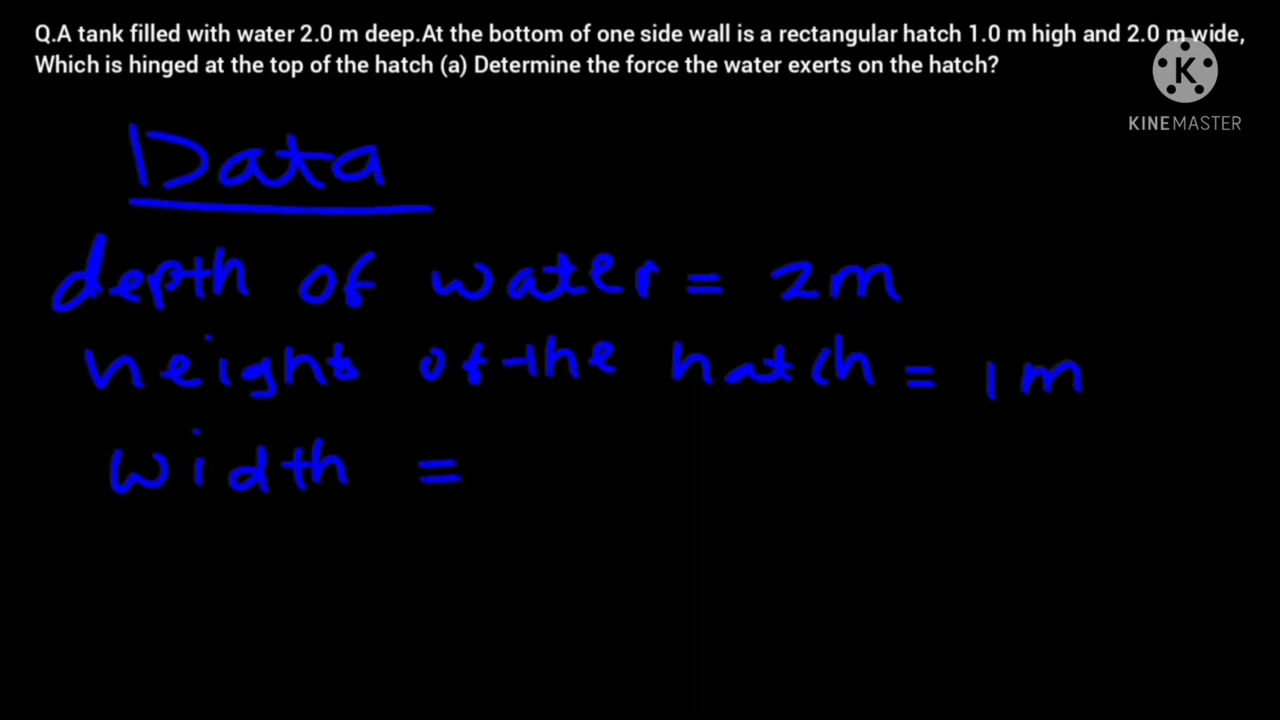 Q.A tank filled with water 2.0 m deep.At the bottom of one side wall is a rectangular hatch 1.0 m high and 2.0 m wide,
Which is hinged at the top of the hatch (a) Determine the force the water exerts on the hatch?
K
KINEMASTER
Data
depth of water = 2m
height of the hatch = 1m
width =